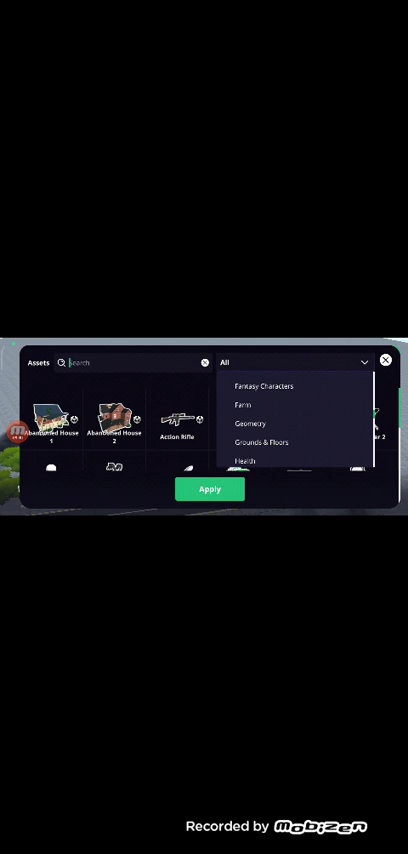 Assets
Search
All
Fantasy Characters
Farm
Geometry
Grounds & Floors
Health
Abandoned House
1
Abandoned House
2
Action Rifle
2
Apply
Recorded by mobizen